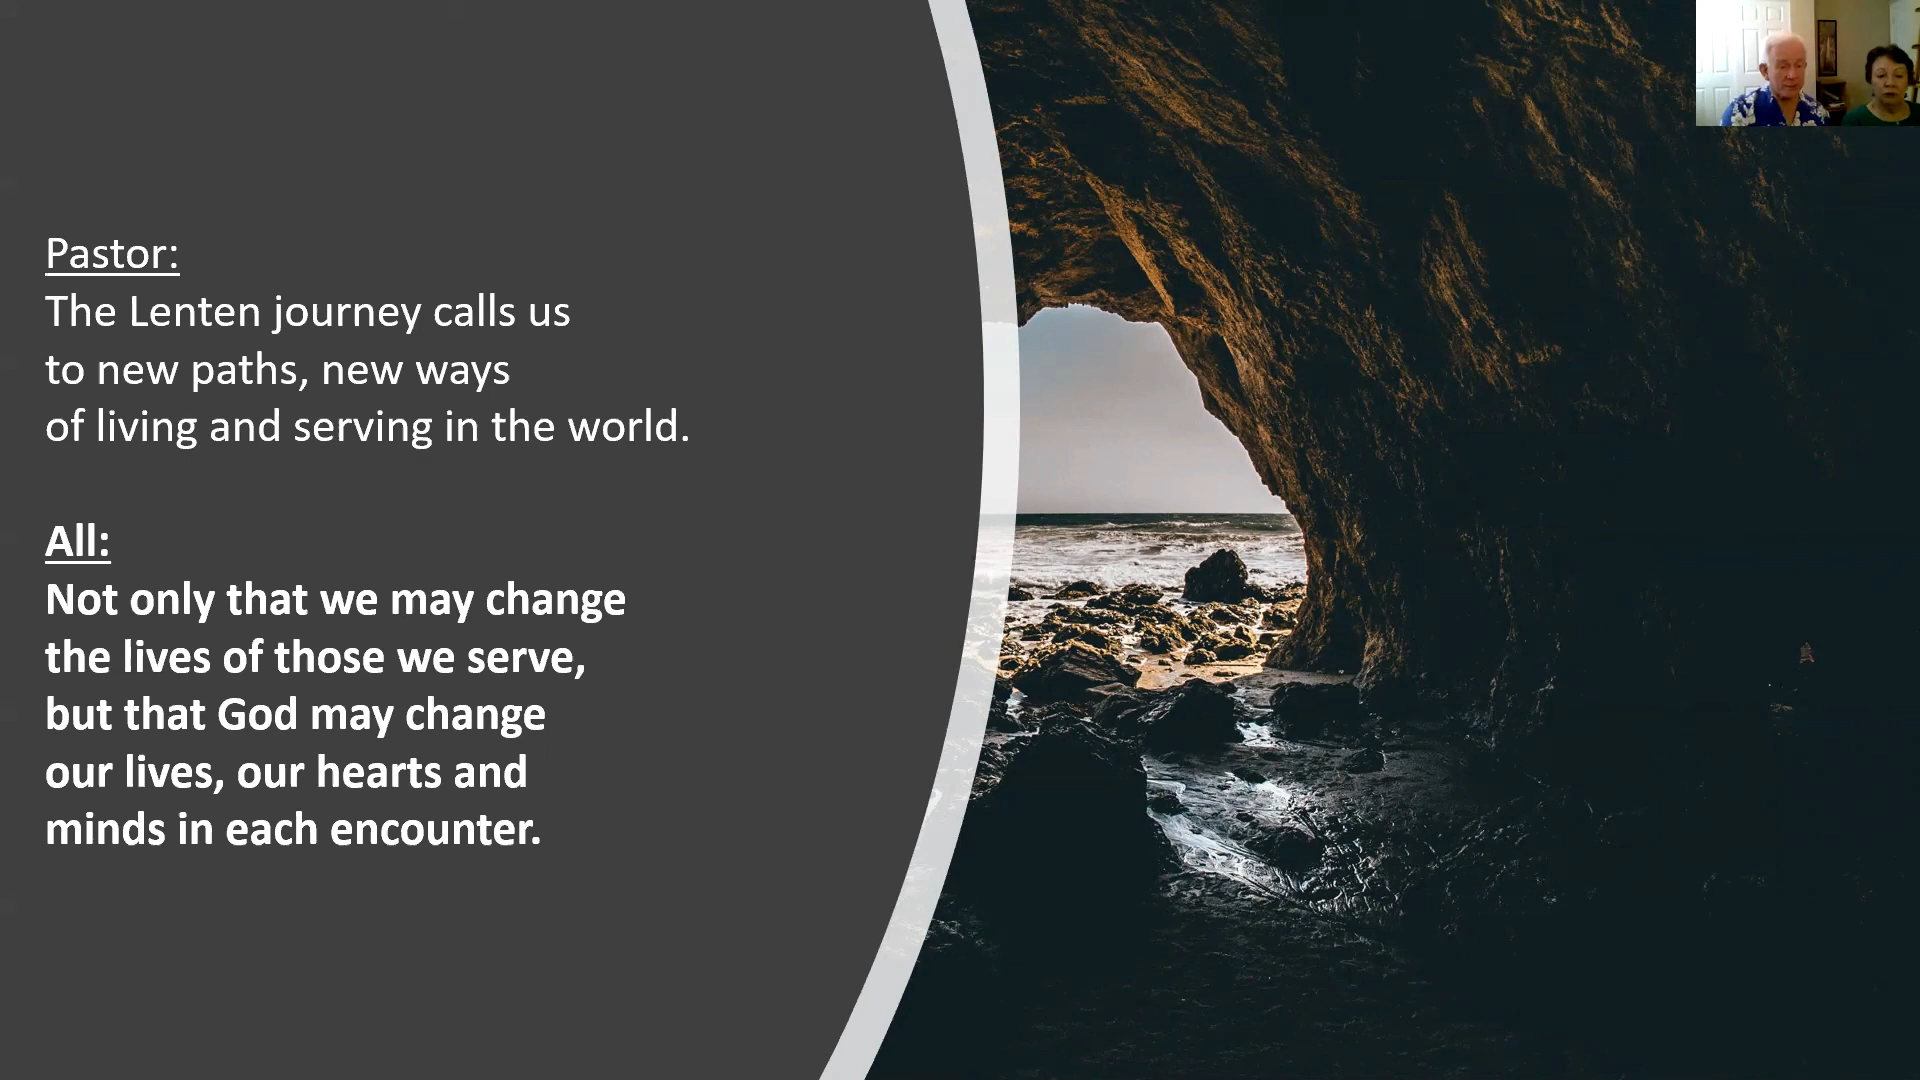 Pastor:
The Lenten journey calls us
to new paths, new ways
of living and serving in the world.
All:
Not only that we may change
the lives of those we serve,
but that God may change
our lives, our hearts and
minds in each encounter.